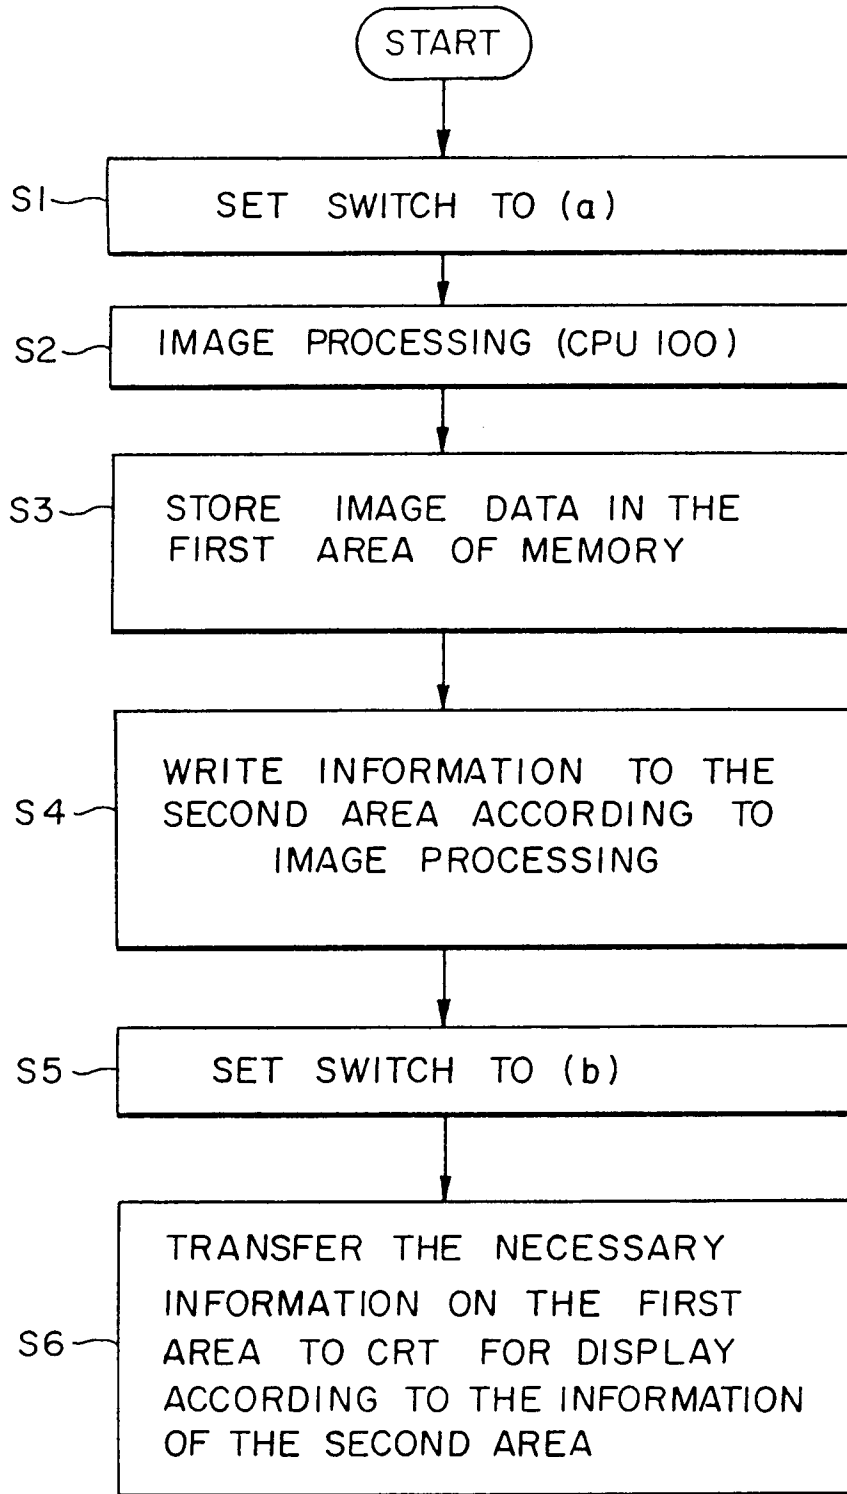 START
S1
SET SWITCH TO (a)
S2
IMAGE PROCESSING (CPU 100)
S3
STORE IMAGE DATA IN THE
FIRST AREA OF MEMORY
S4
WRITE INFORMATION TO THE
SECOND AREA ACCORDING TO
IMAGE PROCESSING
S5
SET SWITCH TO (b)
S6
TRANSFER THE NECESSARY
INFORMATION ON THE FIRST
AREA TO CRT FOR DISPLAY
ACCORDING TO THE INFORMATION
OF THE SECOND AREA